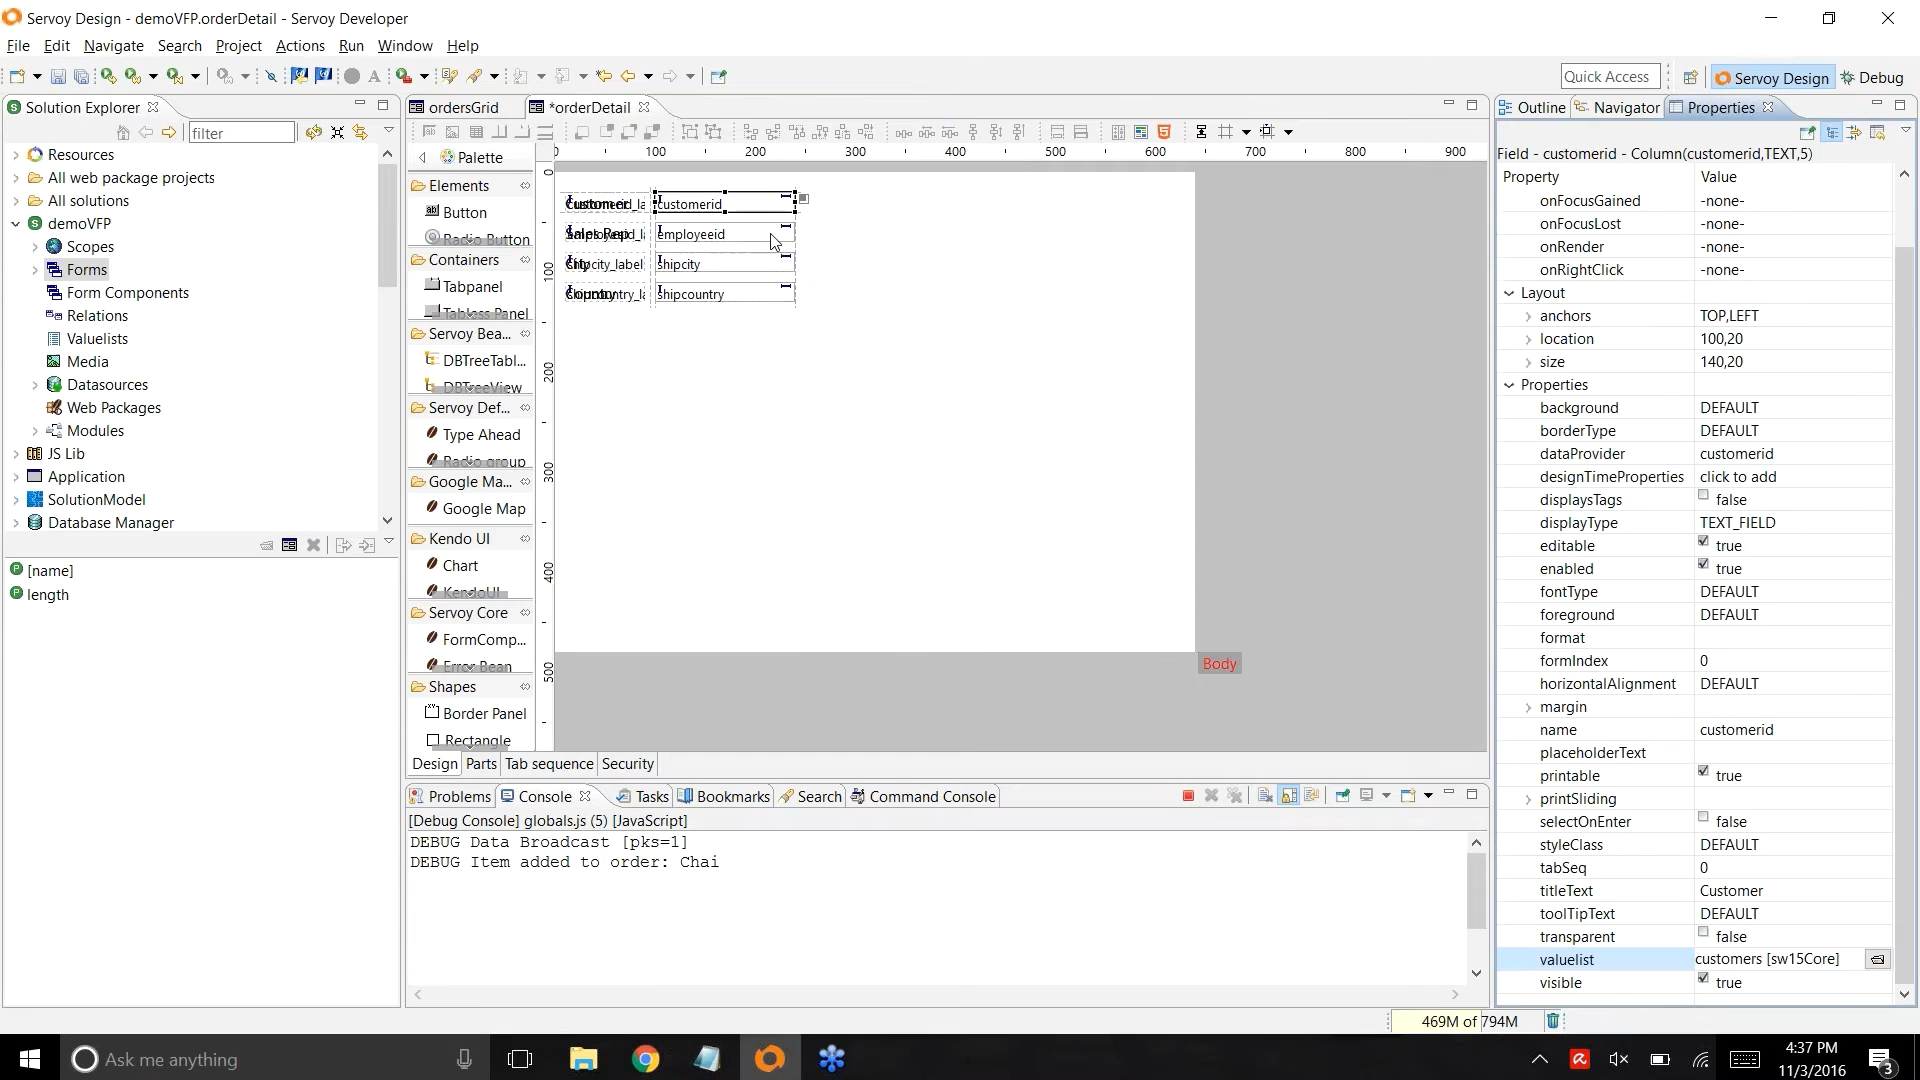 Servoy Design - demoVFP.orderDetail - Servoy Developer
File Edit Navigate Search Project Actions Run Window Help
Quick Access
Servoy Design
Debug
Solution Explorer
filter
Resources
All web package projects
All solutions
demoVFP
Scopes
Forms
Form Components
Relations
Valuelists
Media
Datasources
Web Packages
Modules
JS Lib
Application
SolutionModel
Database Manager
[name]
length
ordersGrid
*orderDetail
Palette
Elements
Button
Radio Button
Containers
Tabpanel
Tabless Panel
Servoy Bea...
DBTreeTabl...
DBTreeView
Servoy Def...
Type Ahead
Radio group
Google Ma...
Google Map
Kendo UI
Chart
KendoUI
Servoy Core
FormComp...
Error Bean
Shapes
Border Panel
Rectangle
0 100 200 300 400 500 600 700 800 900
0
100
200
300
400
500
customerid
employeeid
shipcity
shipcountry
Body
Design Parts Tab sequence Security
Problems Console Tasks Bookmarks Search Command Console
[Debug Console] globals.js (5) [JavaScript]
DEBUG Data Broadcast [pks=1]
DEBUG Item added to order: Chai
Outline Navigator Properties
Field - customerid - Column(customerid,TEXT,5)
Property Value
onFocusGained -none-
onFocusLost -none-
onRender -none-
onRightClick -none-
Layout
anchors TOP,LEFT
location 100,20
size 140,20
Properties
background DEFAULT
borderType DEFAULT
dataProvider customerid
designTimeProperties click to add
displaysTags false
displayType TEXT_FIELD
editable true
enabled true
fontType DEFAULT
foreground DEFAULT
format
formIndex 0
horizontalAlignment DEFAULT
margin
name customerid
placeholderText
printable true
printSliding
selectOnEnter false
styleClass DEFAULT
tabSeq 0
titleText Customer
toolTipText DEFAULT
transparent false
valuelist customers [sw15Core]
visible true
469M of 794M
Ask me anything
4:37 PM
11/3/2016
3